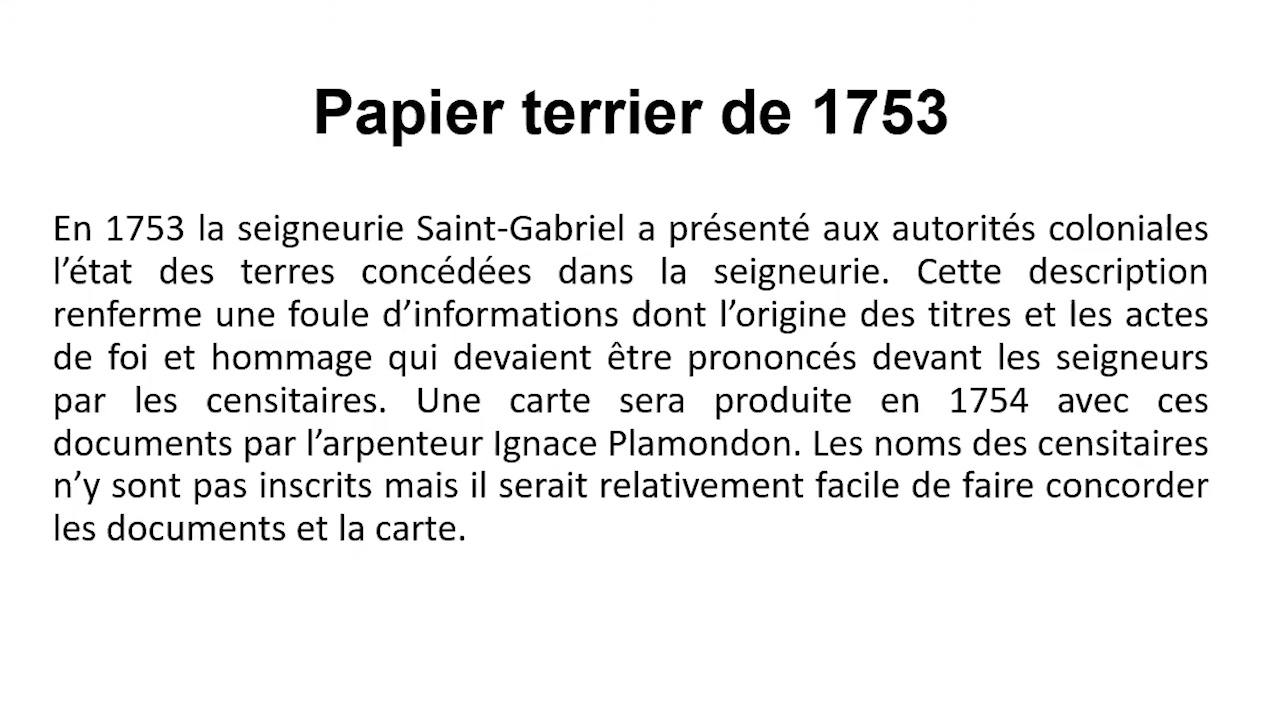 Papier terrier de 1753
En 1753 la seigneurie Saint-Gabriel a présenté aux autorités coloniales
l’état des terres concédées dans la seigneurie. Cette description
renferme une foule d’informations dont l’origine des titres et les actes
de foi et hommage qui devaient être prononcés devant les seigneurs
par les censitaires. Une carte sera produite en 1754 avec ces
documents par l’arpenteur Ignace Plamondon. Les noms des censitaires
n’y sont pas inscrits mais il serait relativement facile de faire concorder
les documents et la carte.